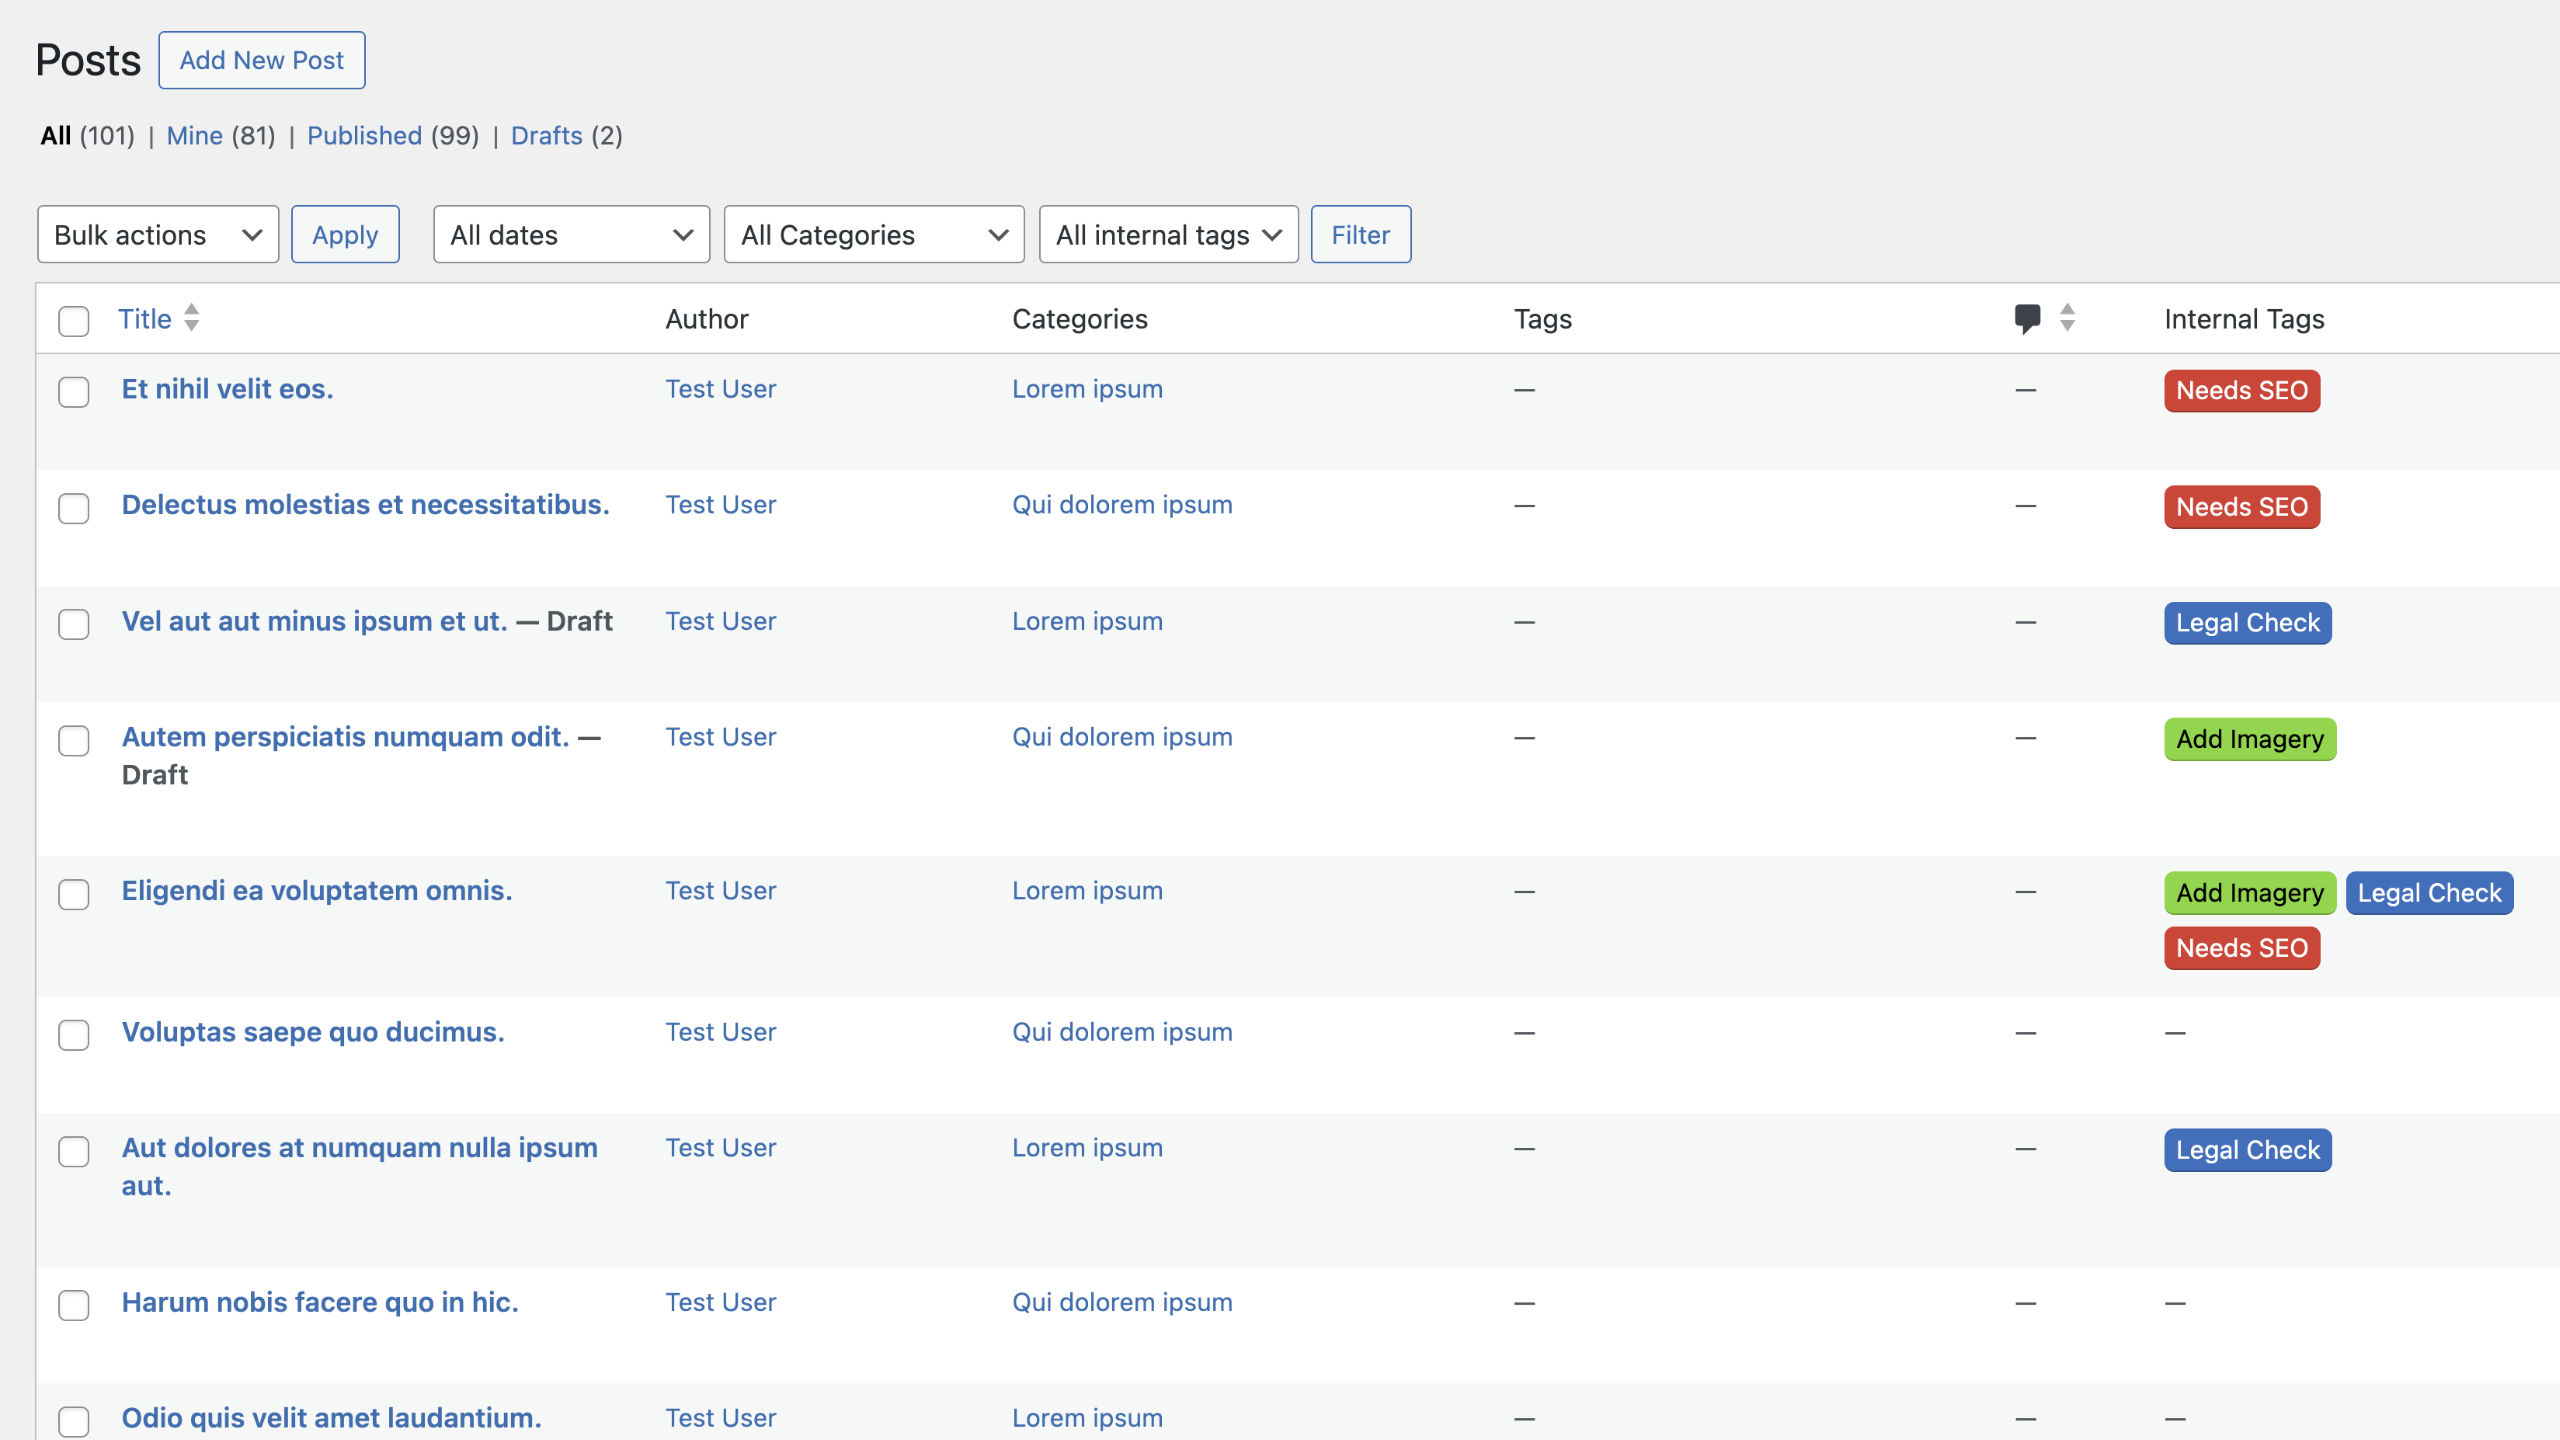 Posts Add New Post
All (101) | Mine (81) | Published (99) | Drafts (2)
Bulk actions Apply All dates All Categories All internal tags Filter
Title Author Categories Tags Internal Tags
Et nihil velit eos. Test User Lorem ipsum — — Needs SEO
Delectus molestias et necessitatibus. Test User Qui dolorem ipsum — — Needs SEO
Vel aut aut minus ipsum et ut. — Draft Test User Lorem ipsum — — Legal Check
Autem perspiciatis numquam odit. — Test User Qui dolorem ipsum — — Add Imagery
Draft
Eligendi ea voluptatem omnis. Test User Lorem ipsum — — Add Imagery Legal Check
Needs SEO
Voluptas saepe quo ducimus. Test User Qui dolorem ipsum — — —
Aut dolores at numquam nulla ipsum Test User Lorem ipsum — — Legal Check
aut.
Harum nobis facere quo in hic. Test User Qui dolorem ipsum — — —
Odio quis velit amet laudantium. Test User Lorem ipsum — — —